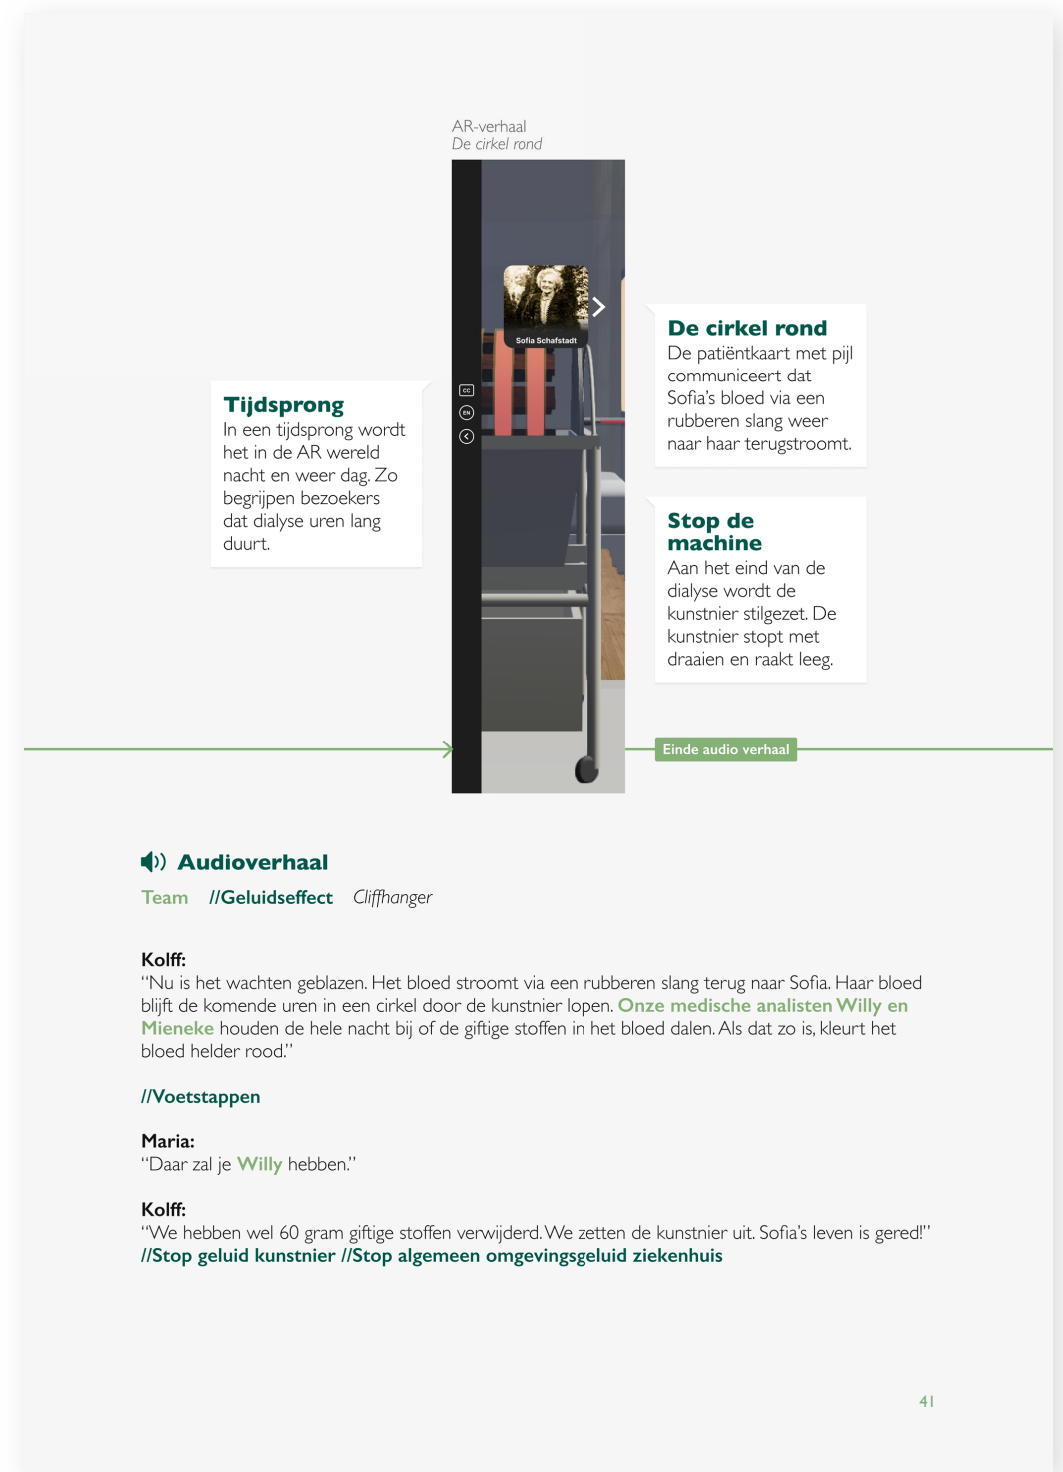 AR-verhaal
De cirkel rond
Sofia Schafstadt
CC
EN
Tijdsprong
In een tijdsprong wordt
het in de AR wereld
nacht en weer dag. Zo
begrijpen bezoekers
dat dialyse uren lang
duurt.
De cirkel rond
De patiëntkaart met pijl
communiceert dat
Sofia’s bloed via een
rubberen slang weer
naar haar terugstroomt.
Stop de
machine
Aan het eind van de
dialyse wordt de
kunstnier stilgezet. De
kunstnier stopt met
draaien en raakt leeg.
Einde audio verhaal
Audioverhaal
Team //Geluidseffect Cliffhanger
Kolff:
“Nu is het wachten geblazen. Het bloed stroomt via een rubberen slang terug naar Sofia. Haar bloed
blijft de komende uren in een cirkel door de kunstnier lopen. Onze medische analisten Willy en
Mieneke houden de hele nacht bij of de giftige stoffen in het bloed dalen. Als dat zo is, kleurt het
bloed helder rood.”
//Voetstappen
Maria:
“Daar zal je Willy hebben.”
Kolff:
“We hebben wel 60 gram giftige stoffen verwijderd. We zetten de kunstnier uit. Sofia’s leven is gered!”
//Stop geluid kunstnier //Stop algemeen omgevingsgeluid ziekenhuis
41